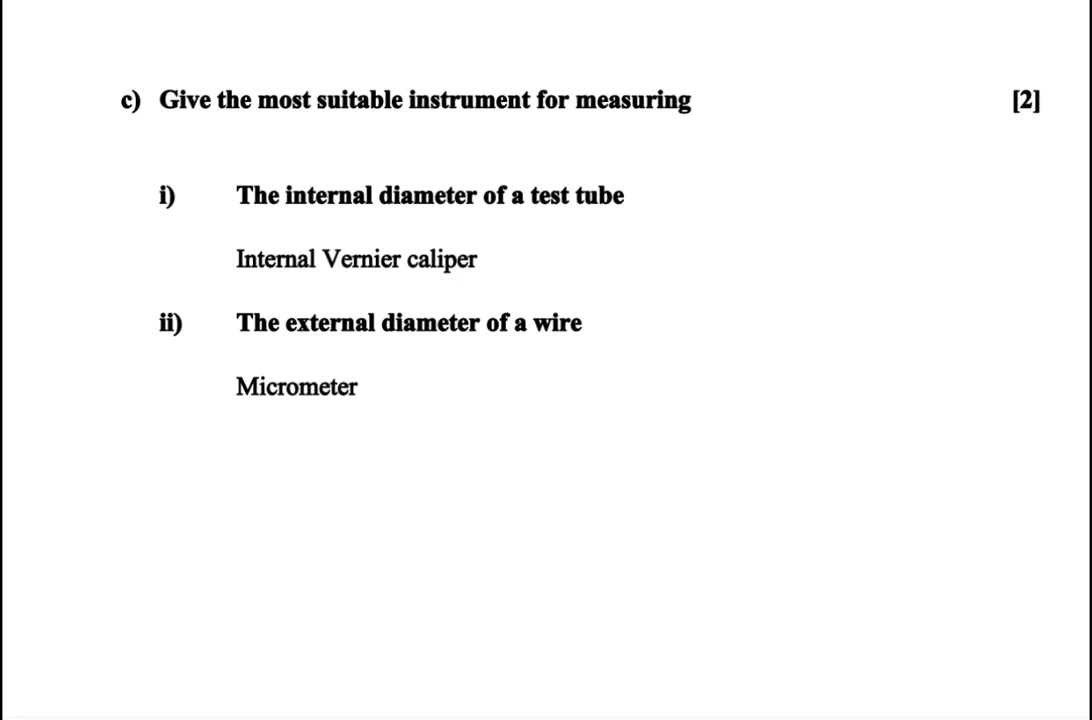 c) Give the most suitable instrument for measuring [2]
i) The internal diameter of a test tube
Internal Vernier caliper
ii) The external diameter of a wire
Micrometer